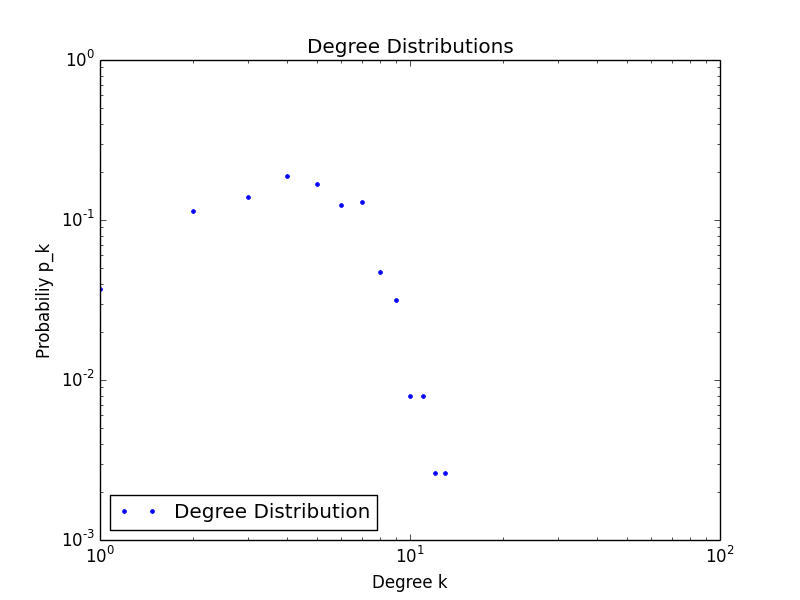 Degree Distributions
10^0
10^-1
10^-2
10^-3
Probabiliy p_k
Degree Distribution
10^0 10^1 10^2
Degree k